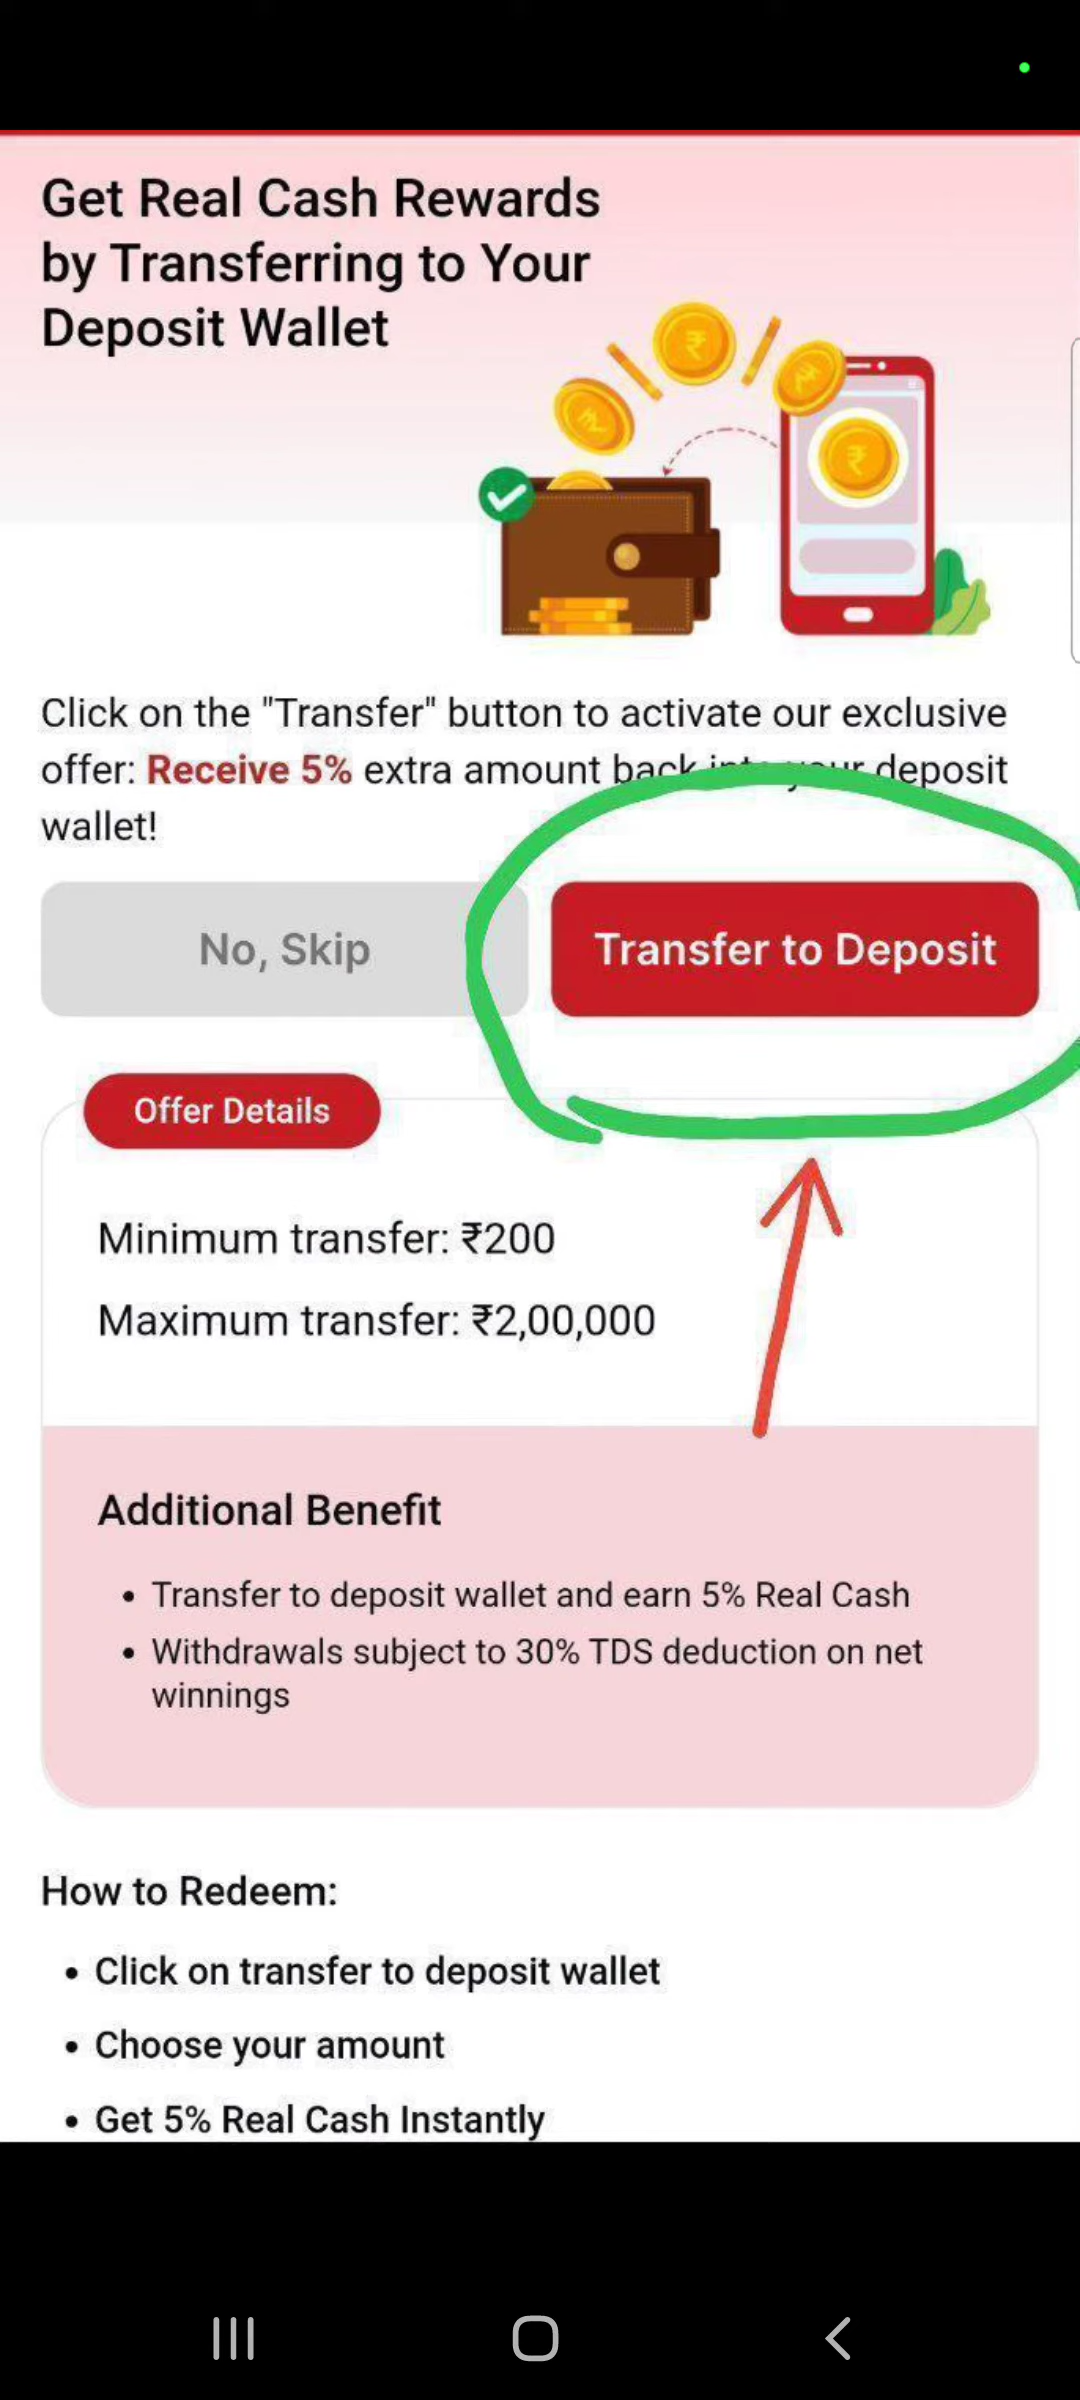 Get Real Cash Rewards
by Transferring to Your
Deposit Wallet
Click on the "Transfer" button to activate our exclusive
offer: Receive 5% extra amount back into your deposit
wallet!
No, Skip
Transfer to Deposit
Offer Details
Minimum transfer: ₹200
Maximum transfer: ₹2,00,000
Additional Benefit
• Transfer to deposit wallet and earn 5% Real Cash
• Withdrawals subject to 30% TDS deduction on net
winnings
How to Redeem:
• Click on transfer to deposit wallet
• Choose your amount
• Get 5% Real Cash Instantly